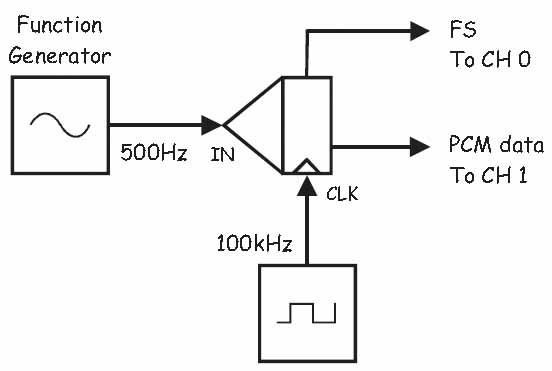 Function
Generator
FS
To CH 0
500Hz
IN
PCM data
To CH 1
CLK
100kHz